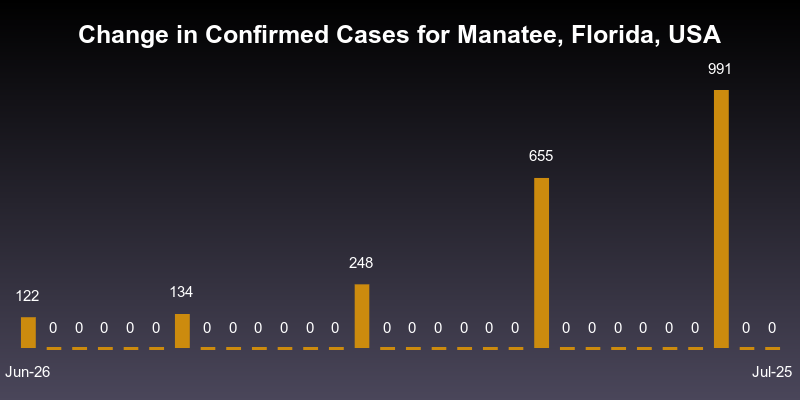 Change in Confirmed Cases for Manatee, Florida, USA
991
655
248
122 134
0 0 0 0 0 0 0 0 0 0 0 0 0 0 0 0 0 0 0 0 0 0 0 0 0
Jun-26 Jul-25